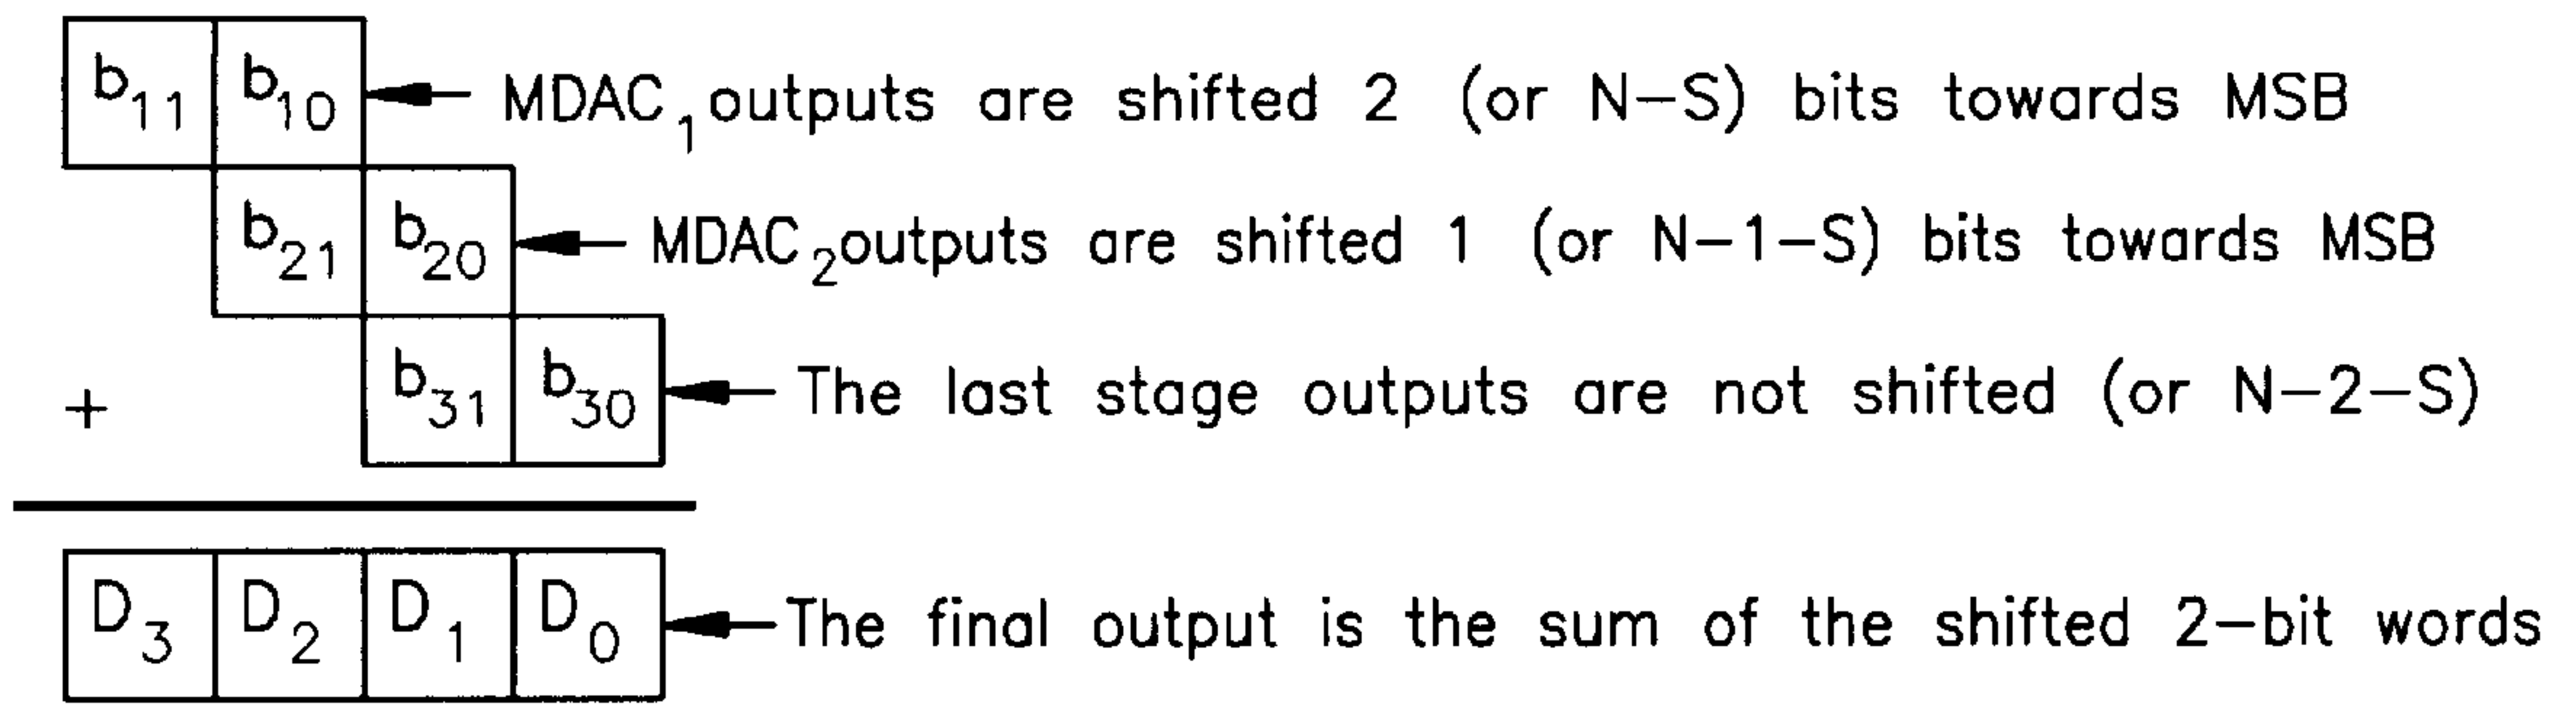 b11 b10 MDAC1 outputs are shifted 2 (or N-S) bits towards MSB
b21 b20 MDAC2 outputs are shifted 1 (or N-1-S) bits towards MSB
+ b31 b30 The last stage outputs are not shifted (or N-2-S)
D3 D2 D1 D0 The final output is the sum of the shifted 2-bit words